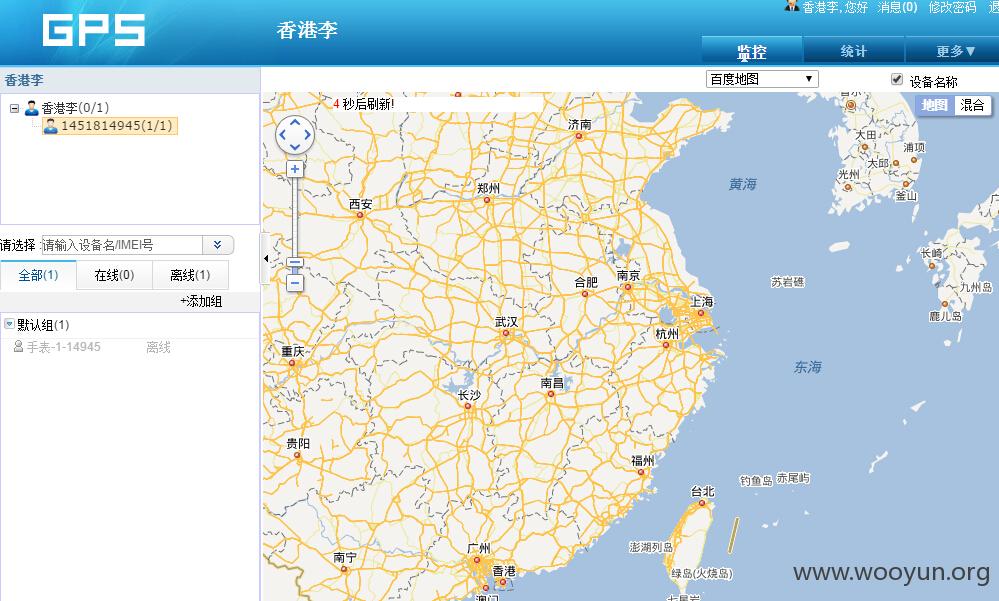 GPS
香港李
香港李,您好 消息(0) 修改密码
监控 统计 更多▼
香港李
百度地图
设备名称
香港李(0/1)
1451814945(1/1)
4 秒后刷新!
地图 混合
请选择:
请输入设备名/IMEI号
全部(1) 在线(0) 离线(1)
+添加组
默认组(1)
手表-1-14945 离线
济南
大田
浦项
大邱
光州
釜山
郑州
黄海
西安
长崎
九州岛
合肥
南京
苏岩礁
上海
鹿儿岛
武汉
杭州
重庆
东海
南昌
长沙
贵阳
福州
台北
钓鱼岛
赤尾屿
广州
澎湖列岛
南宁
香港
绿岛(火烧岛)
澳门
七星岩
www.wooyun.org